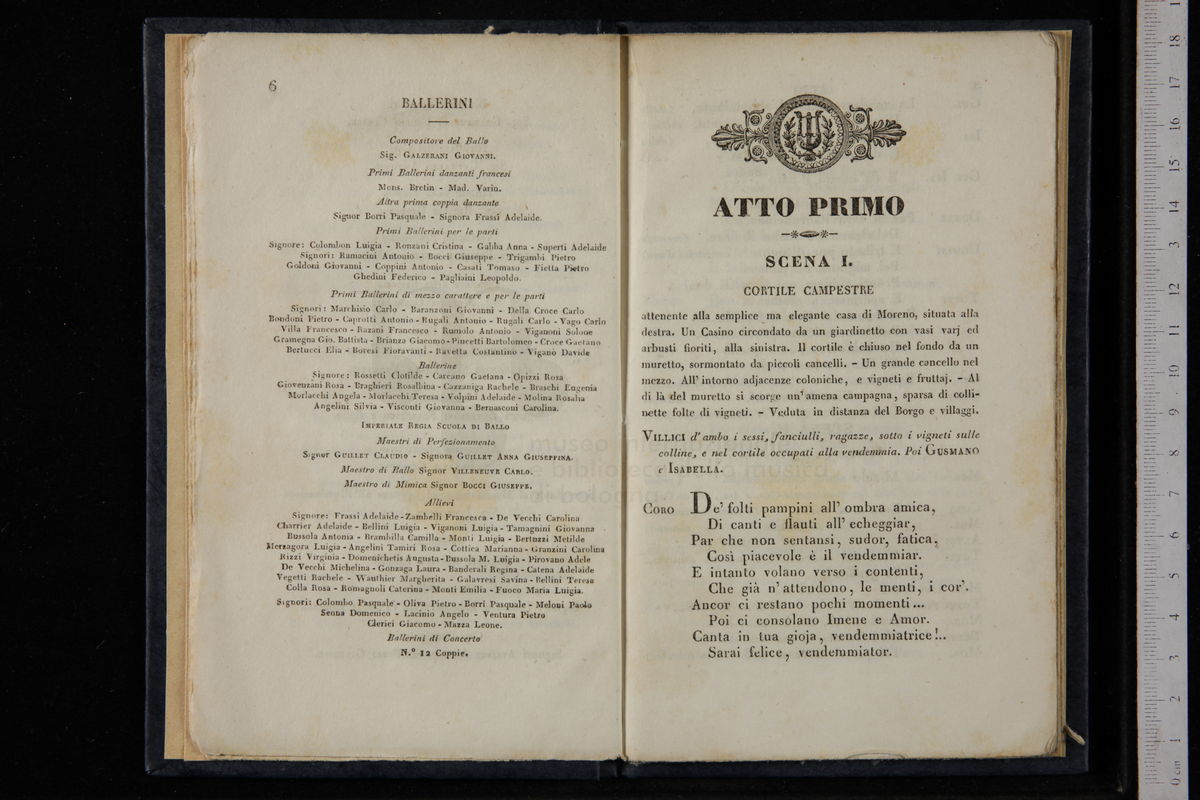 6
BALLERINI
Compositore del Ballo
Sig. GALZERANI GIOVANNI.
Primi Ballerini danzanti francesi
Mons. Bretin - Mad. Varin.
Altra prima coppia danzante
Signor Borri Pasquale - Signora Frassi Adelaide.
Primi Ballerini per le parti
Signore: Colombon Luigia - Ronzani Cristina - Gabba Anna - Superti Adelaide
Signori: Ramacini Antonio - Bocci Giuseppe - Trigambi Pietro
Goldoni Giovanni - Coppini Antonio - Casati Tomaso - Fietta Pietro
Ghedini Federico - Pagliaini Leopoldo.
Primi Ballerini di mezzo carattere e per le parti
Signori: Marchisio Carlo - Baranzoni Giovanni - Della Croce Carlo
Bondoni Pietro - Caprotti Antonio - Rugali Antonio - Rugali Carlo - Vago Carlo
Villa Francesco - Razani Francesco - Rumolo Antonio - Viganoni Solone
Gramegna Gio. Battista - Brianza Giacomo - Pincetti Bartolomeo - Croce Gaetano
Bertucci Elia - Boresi Fioravanti - Ravetta Costantino - Viganò Davide
Ballerine
Signore: Rossetti Clotilde - Carcano Gaetana - Opizzi Rosa
Giovenzani Rosa - Braghieri Rosalbina - Cazzaniga Rachele - Braschi Eugenia
Morlacchi Angela - Morlacchi Teresa - Volpini Adelaide - Molina Rosalia
Angelini Silvia - Visconti Giovanna - Bernasconi Carolina.
IMPERIALE REGIA SCUOLA DI BALLO
Maestri di Perfezionamento
Signor GUILLET CLAUDIO - Signora GUILLET ANNA GIUSEPPINA.
Maestro di Ballo Signor VILLENEUVE CARLO.
Maestro di Mimica Signor BOCCI GIUSEPPE.
Allievi
Signore: Frassi Adelaide - Zambelli Francesca - De Vecchi Carolina
Charrier Adelaide - Bellini Luigia - Viganoni Luigia - Tamagnini Giovanna
Bussola Antonia - Brambilla Camilla - Monti Luigia - Bertuzzi Metilde
Merzagora Luigia - Angelini Tamiri Rosa - Cottica Marianna - Granzini Carolina
Rizzi Virginia - Domenichetis Augusta - Bussola M. Luigia - Pirovano Adele
De Vecchi Michelina - Gonzaga Laura - Banderali Regina - Catena Adelaide
Vegetti Rachele - Wauthier Margherita - Galavresi Savina - Bellini Teresa
Colla Rosa - Romagnoli Caterina - Monti Emilia - Fuoco Maria Luigia.
Signori: Colombo Pasquale - Oliva Pietro - Borri Pasquale - Meloni Paolo
Senna Domenico - Lacinio Angelo - Ventura Pietro
Clerici Giacomo - Mazza Leone.
Ballerini di Concerto
N.º 12 Coppie.
ATTO PRIMO
SCENA I.
CORTILE CAMPESTRE
attenente alla semplice ma elegante casa di Moreno, situata alla
destra. Un Casino circondato da un giardinetto con vasi varj ed
arbusti fioriti, alla sinistra. Il cortile è chiuso nel fondo da un
muretto, sormontato da piccoli cancelli. - Un grande cancello nel
mezzo. All' intorno adjacenze coloniche, e vigneti e fruttaj. - Al
di là del muretto si scorge un' amena campagna, sparsa di colli-
nette folte di vigneti. - Veduta in distanza del Borgo e villaggi.
VILLICI d' ambo i sessi, fanciulli, ragazze, sotto i vigneti sulle
colline, e nel cortile occupati alla vendemmia. Poi GUSMANO
e ISABELLA.
CORO De' folti pampini all' ombra amica,
Di canti e flauti all' echeggiar,
Par che non sentansi, sudor, fatica,
Così piacevole è il vendemmiar.
E intanto volano verso i contenti,
Che già n' attendono, le menti, i cor'.
Ancor ci restano pochi momenti...
Poi ci consolano Imene e Amor.
Canta in tua gioja, vendemmiatrice!..
Sarai felice, vendemmiator.